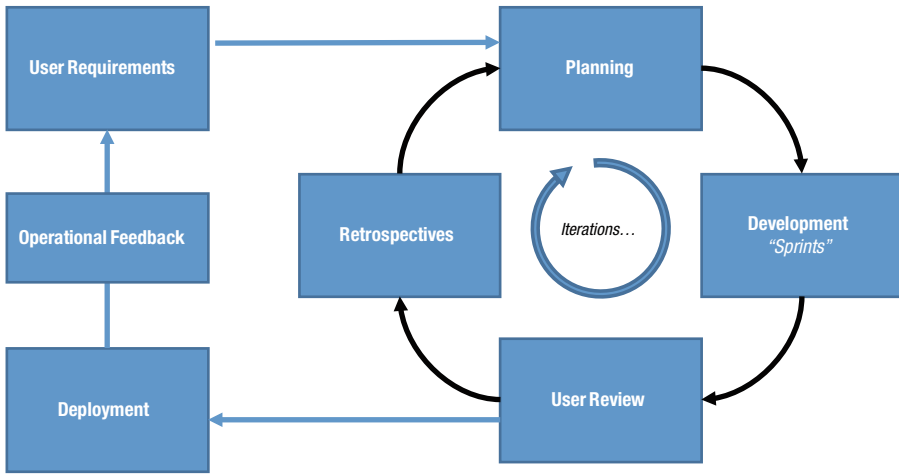 User Requirements
Planning
Operational Feedback
Retrospectives
Iterations…
Development
“Sprints”
Deployment
User Review